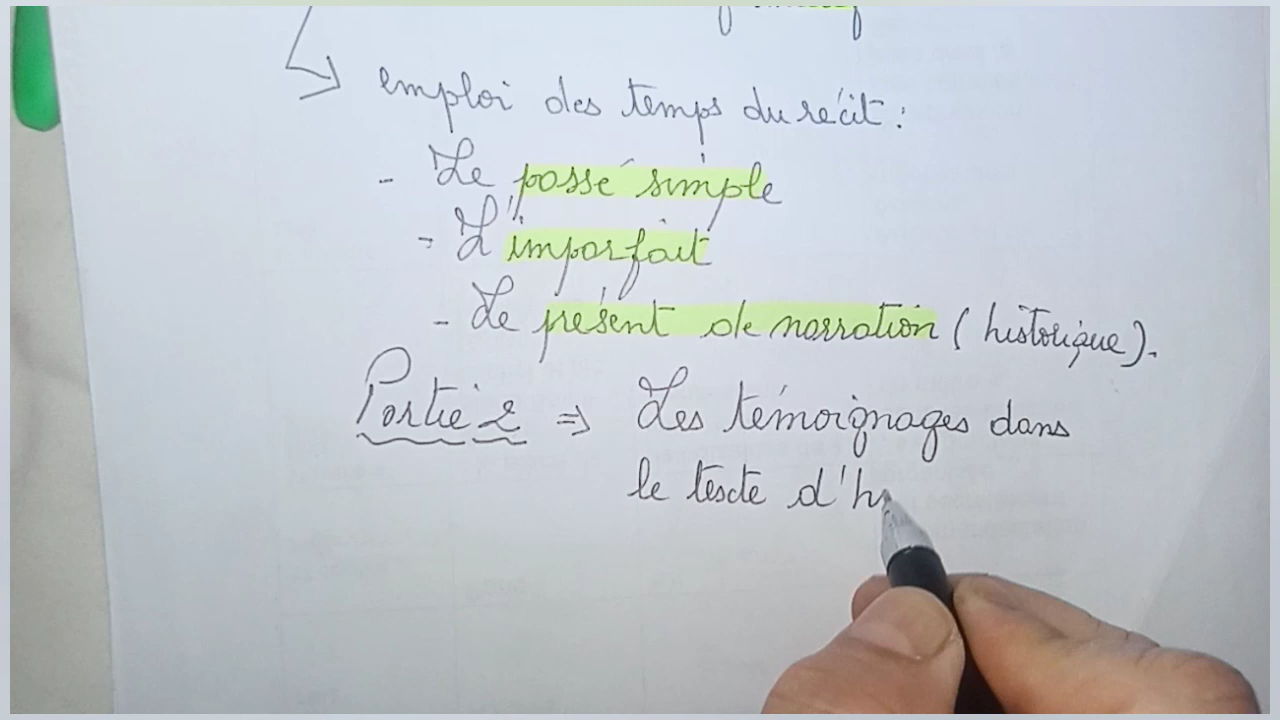 ↳ emploi des temps du récit :
- Le passé simple
- L'imparfait
- Le présent de narration (historique).
Partie 2 ⇒ Les témoignages dans
le texte d'h